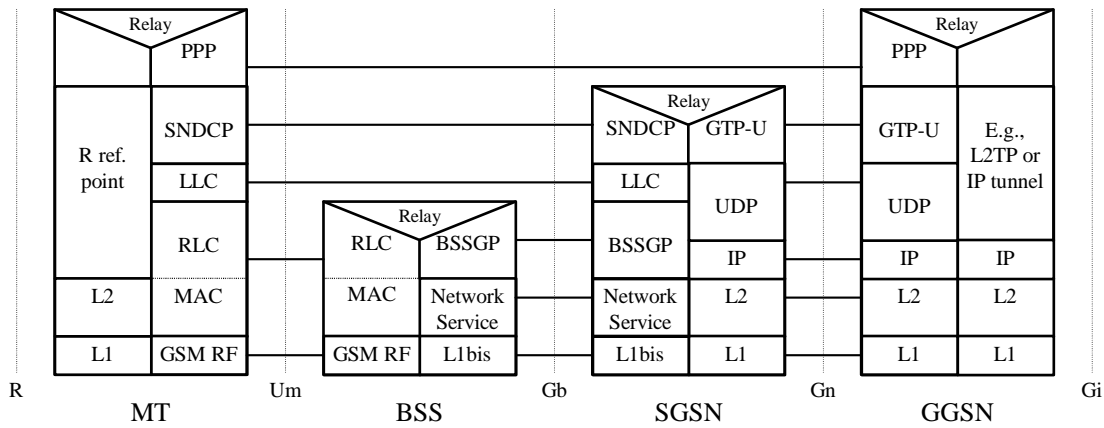 Relay Relay
PPP PPP
Relay
SNDCP SNDCP GTP-U GTP-U E.g.,
R ref. L2TP or
point IP tunnel
LLC LLC
Relay UDP UDP
RLC RLC BSSGP BSSGP
IP IP IP
L2 MAC MAC Network Network L2 L2 L2
Service Service
L1 GSM RF GSM RF L1bis L1bis L1 L1 L1
R Um Gb Gn Gi
MT BSS SGSN GGSN